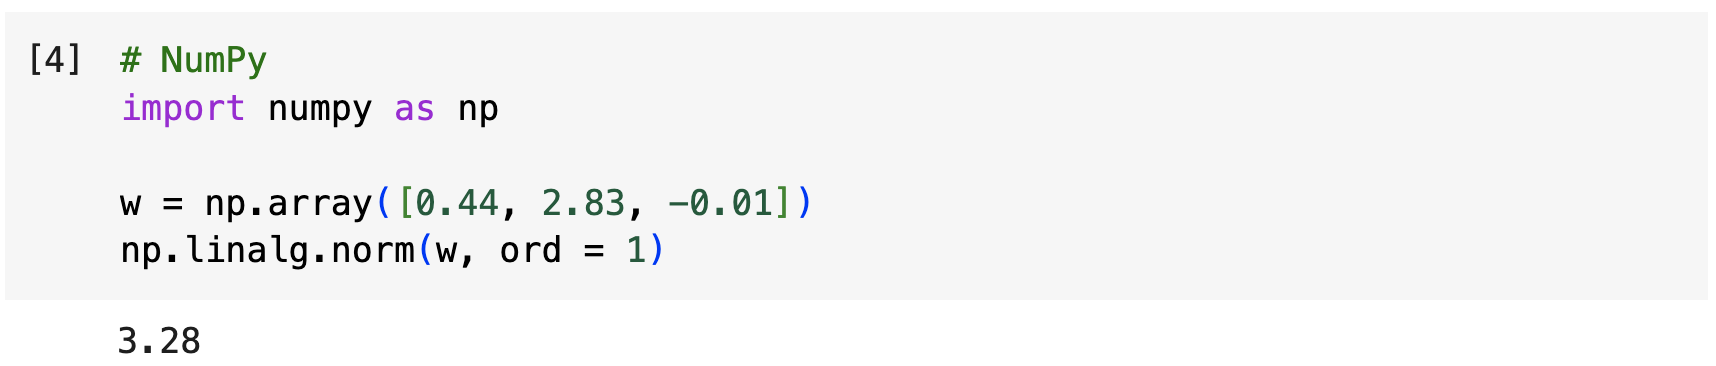 [4] # NumPy
import numpy as np
w = np.array([0.44, 2.83, -0.01])
np.linalg.norm(w, ord = 1)
3.28